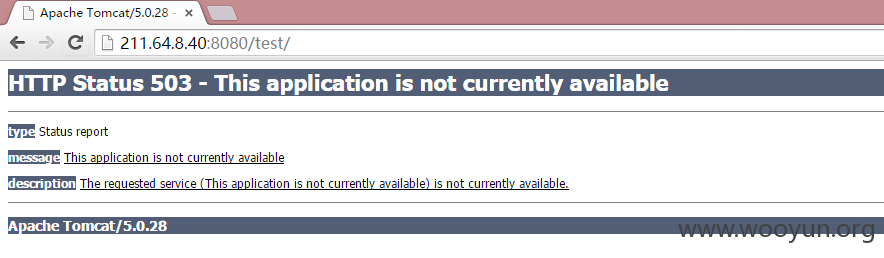 Apache Tomcat/5.0.28 -
211.64.8.40:8080/test/
HTTP Status 503 - This application is not currently available
type Status report
message This application is not currently available
description The requested service (This application is not currently available) is not currently available.
Apache Tomcat/5.0.28
www.wooyun.org